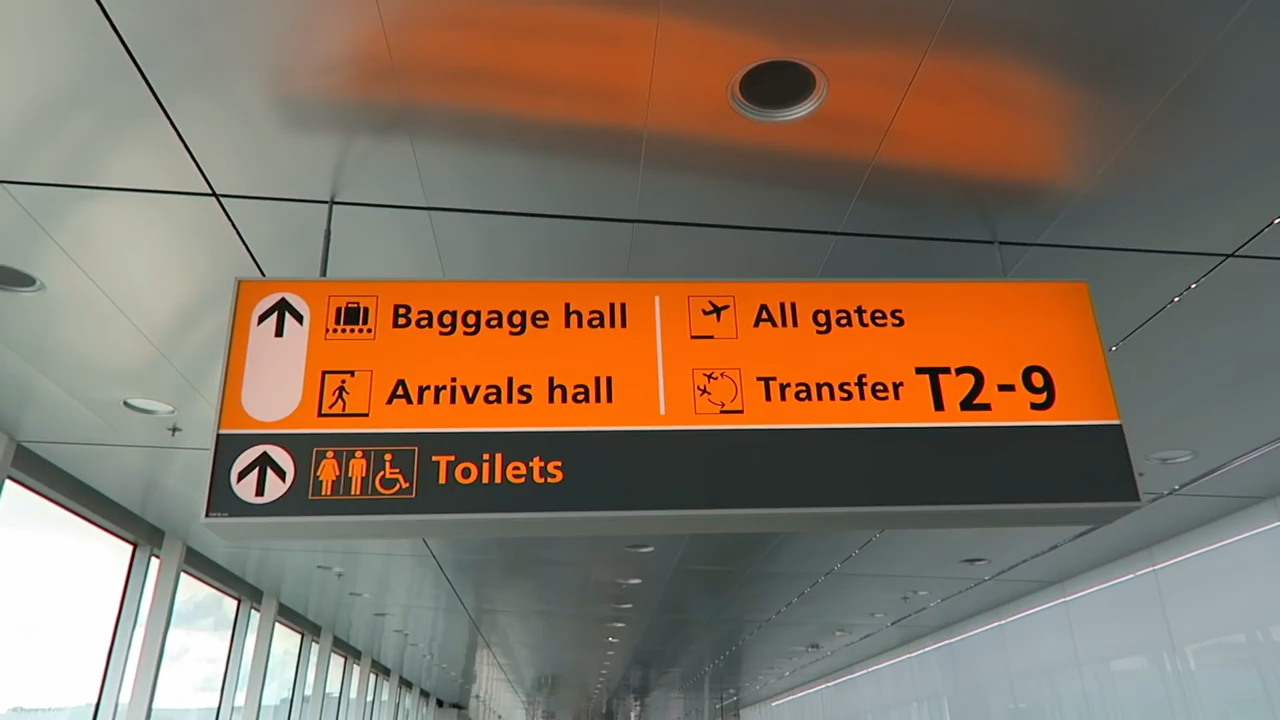 Baggage hall
Arrivals hall
All gates
Transfer T2-9
Toilets